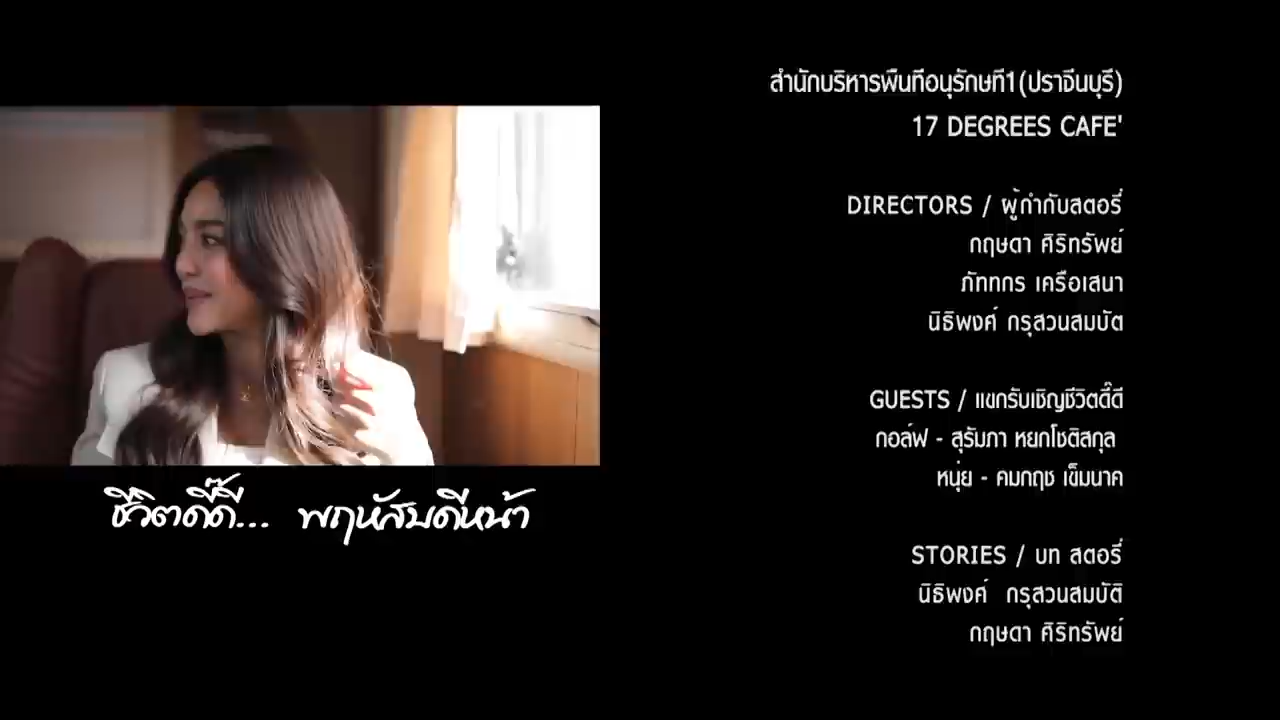 สำนักบริหารพื้นที่อนุรักษที่1(ปราจีนบุรี)
17 DEGREES CAFE'
DIRECTORS / ผู้กำกับสตอรี่
กฤษดา ศิริทรัพย์
ภัททกร เครือเสนา
นิธิพงศ์ กรุสวนสมบัต
GUESTS / แขกรับเชิญชีวิตดี๊ดี
กอล์ฟ - สุรัมภา หยกโชติสกุล
หนุ่ย - คมกฤช เข็มนาค
STORIES / บท สตอรี่
นิธิพงศ์ กรุสวนสมบัติ
กฤษดา ศิริทรัพย์
ชีวิตดี๊ดี... พฤหัสบดีหน้า